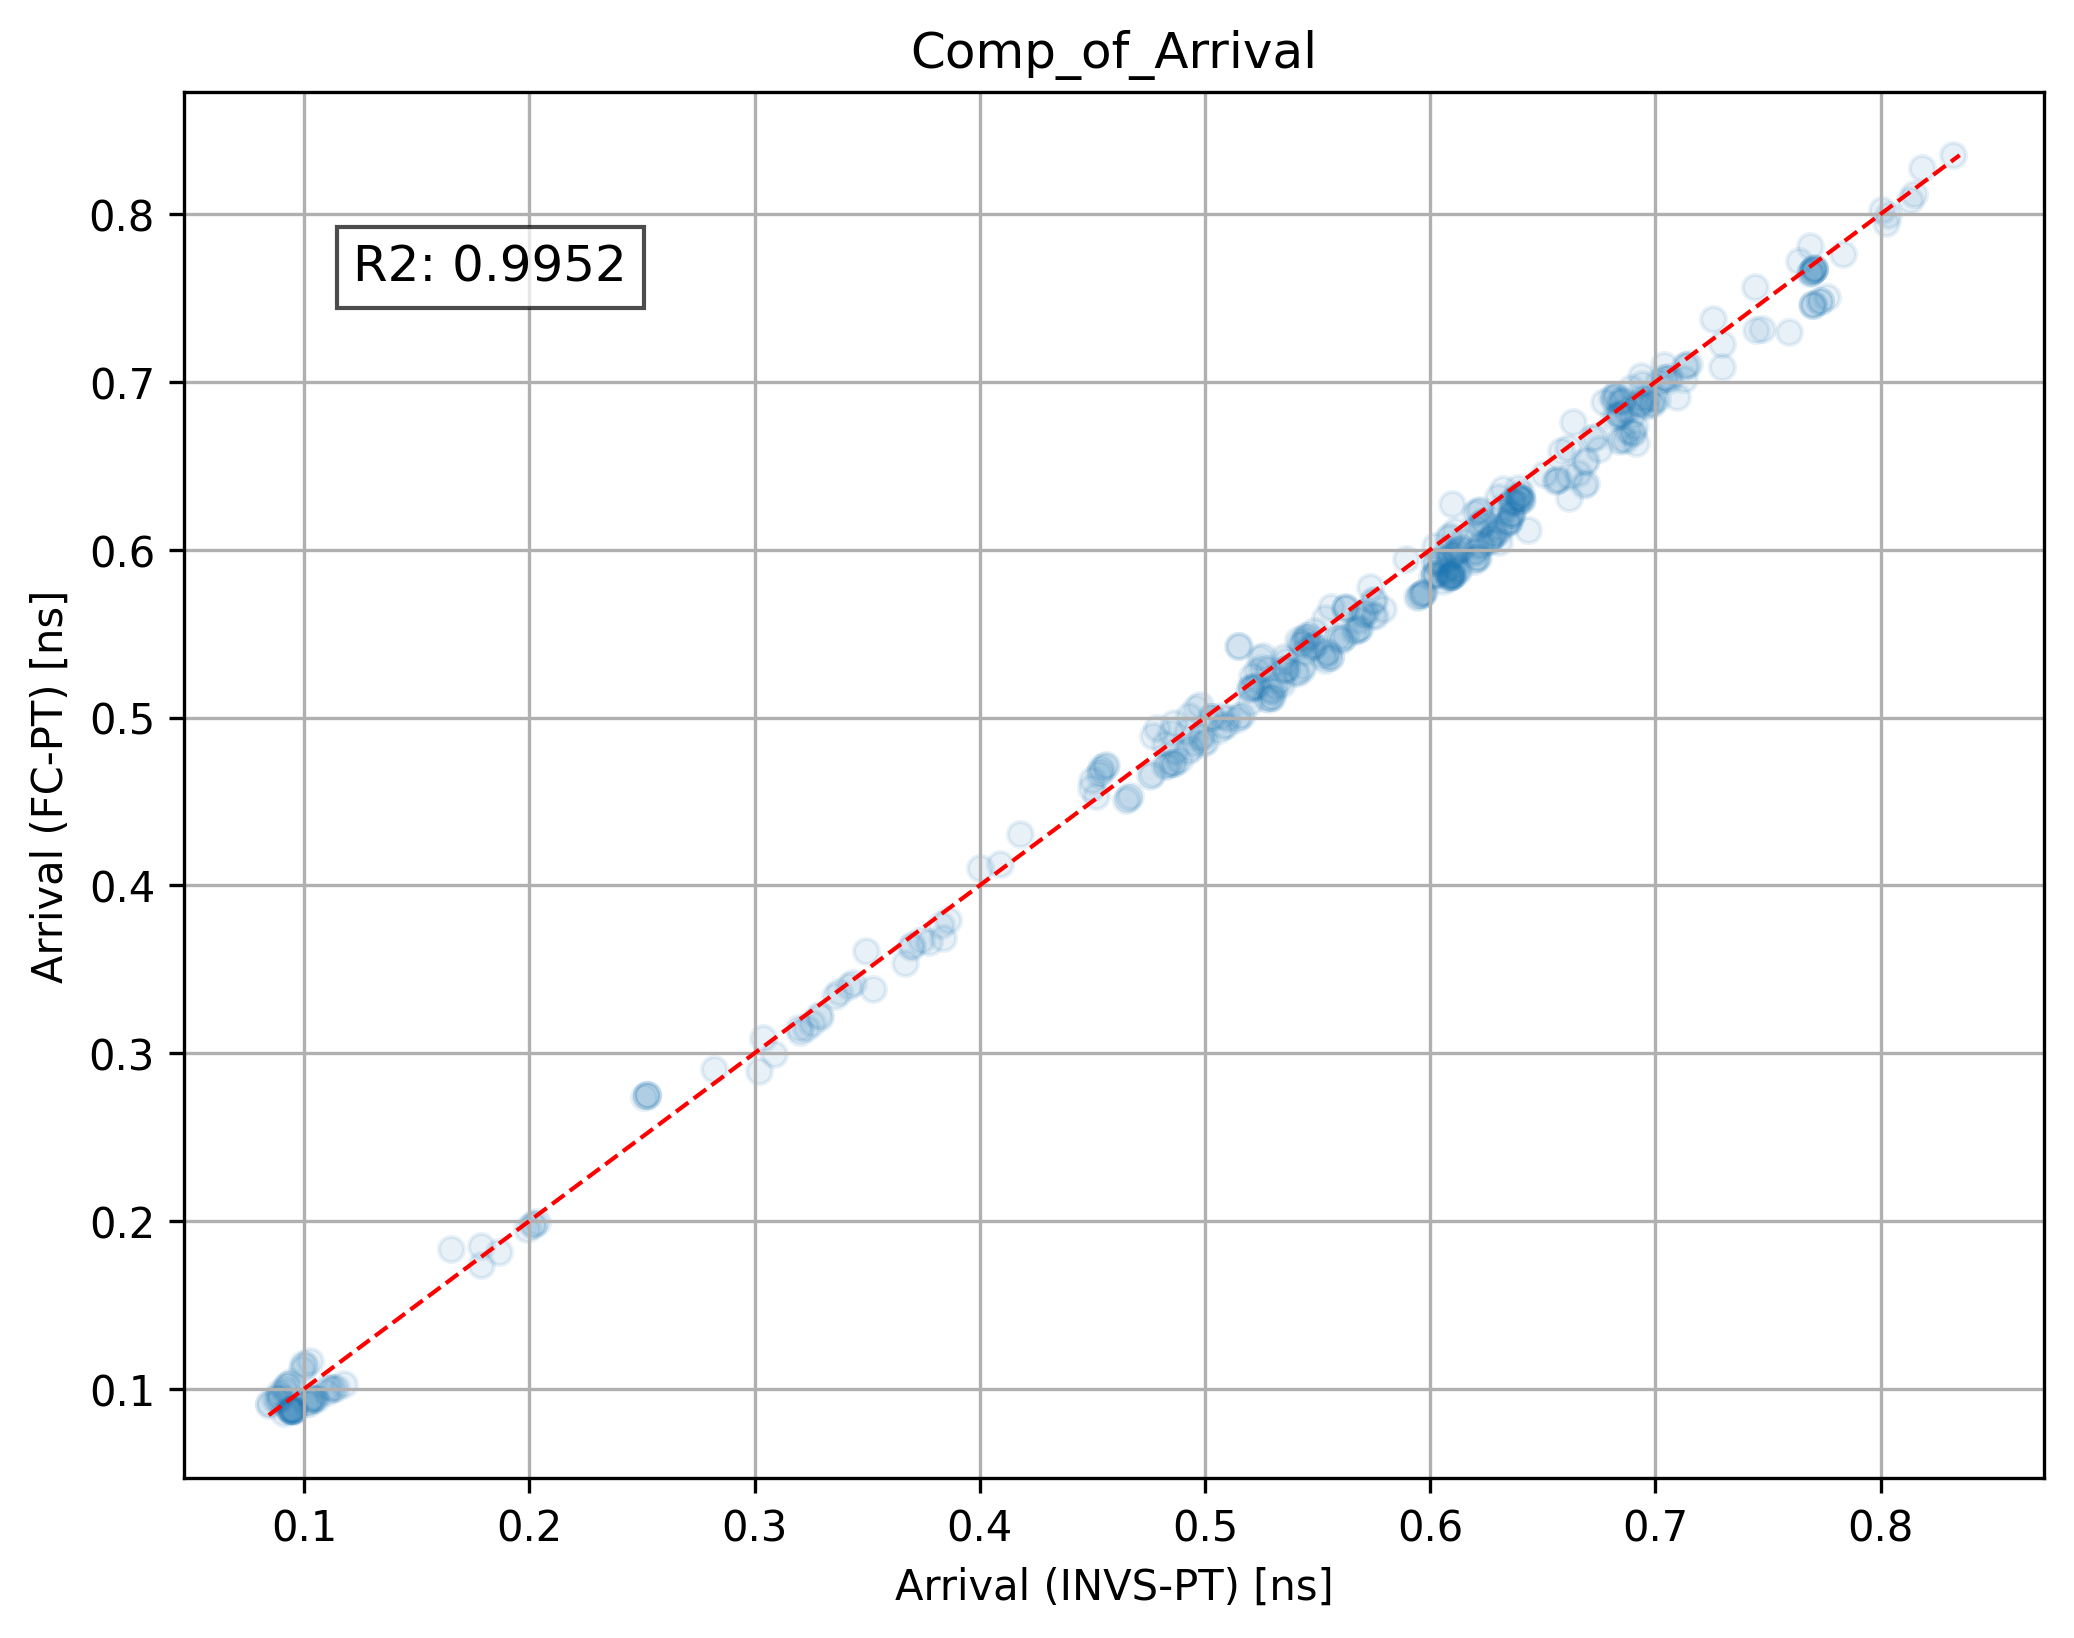 Comp_of_Arrival
R2: 0.9952
Arrival (FC-PT) [ns]
0.8
0.7
0.6
0.5
0.4
0.3
0.2
0.1
0.1 0.2 0.3 0.4 0.5 0.6 0.7 0.8
Arrival (INVS-PT) [ns]